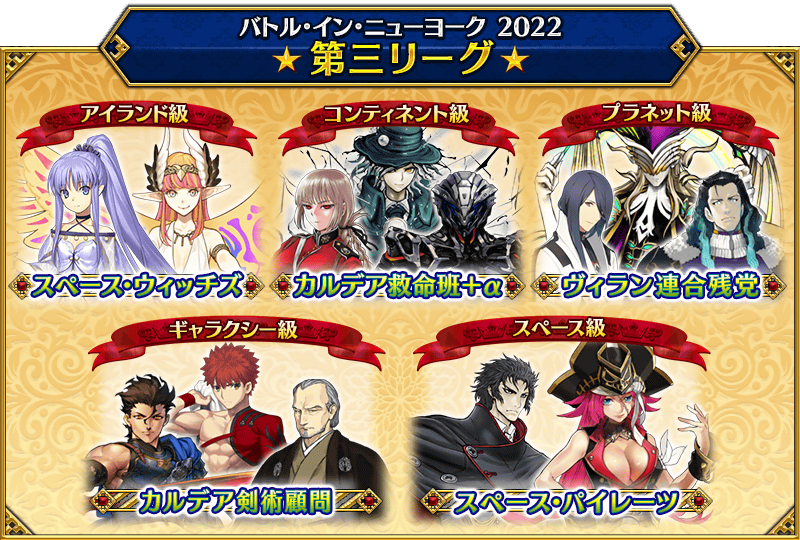 バトル・イン・ニューヨーク 2022
★第三リーグ★
アイランド級
コンティネント級
プラネット級
スペース・ウィッチズ
カルデア救命班+α
ヴィラン連合残党
ギャラクシー級
スペース級
カルデア剣術顧問
スペース・パイレーツ